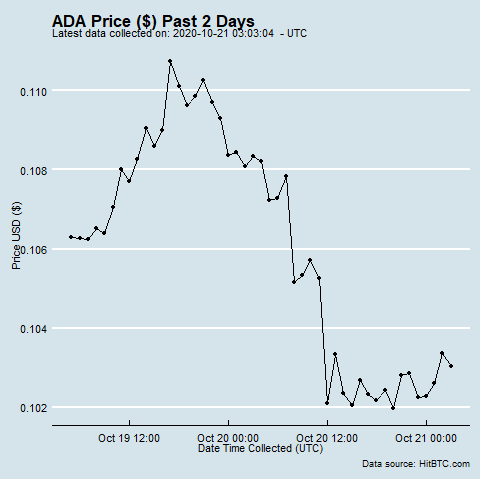 ADA Price ($) Past 2 Days
Latest data collected on: 2020-10-21 03:03:04  - UTC
Price USD ($)
0.110
0.108
0.106
0.104
0.102
Oct 19 12:00
Oct 20 00:00
Oct 20 12:00
Oct 21 00:00
Date Time Collected (UTC)
Data source: HitBTC.com